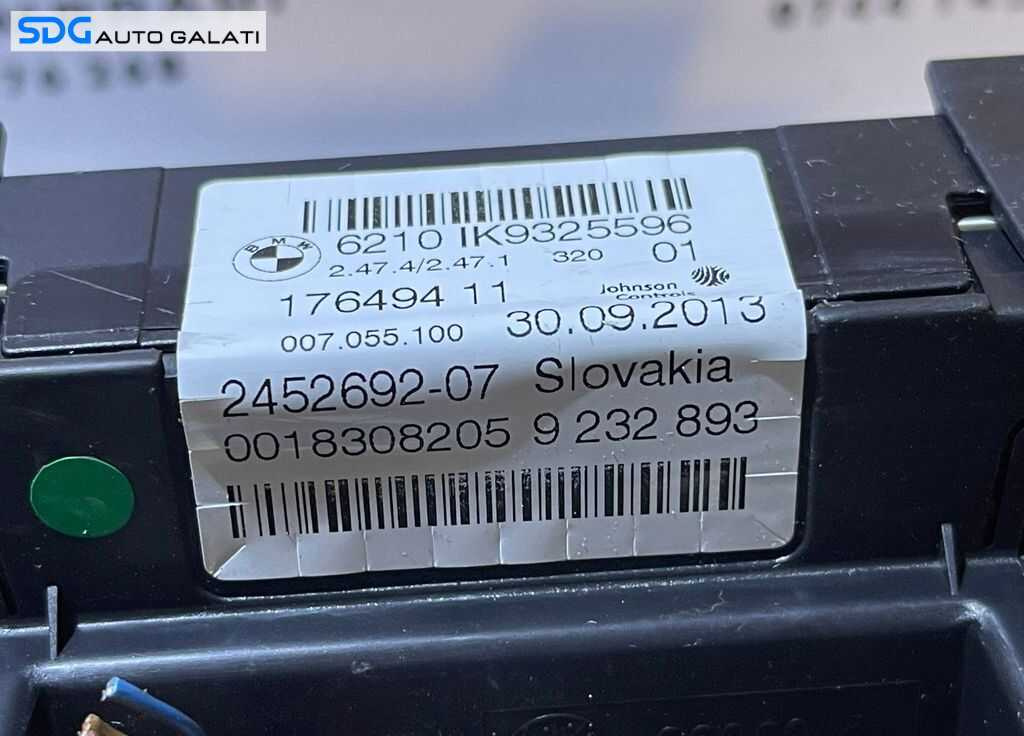 SDG AUTO GALATI
BMW
6210 IK9325596
2.47.4/2.47.1 320 01
176494 11
Johnson
Controls
007.055.100 30.09.2013
2452692-07 Slovakia
0018308205 9 232 893